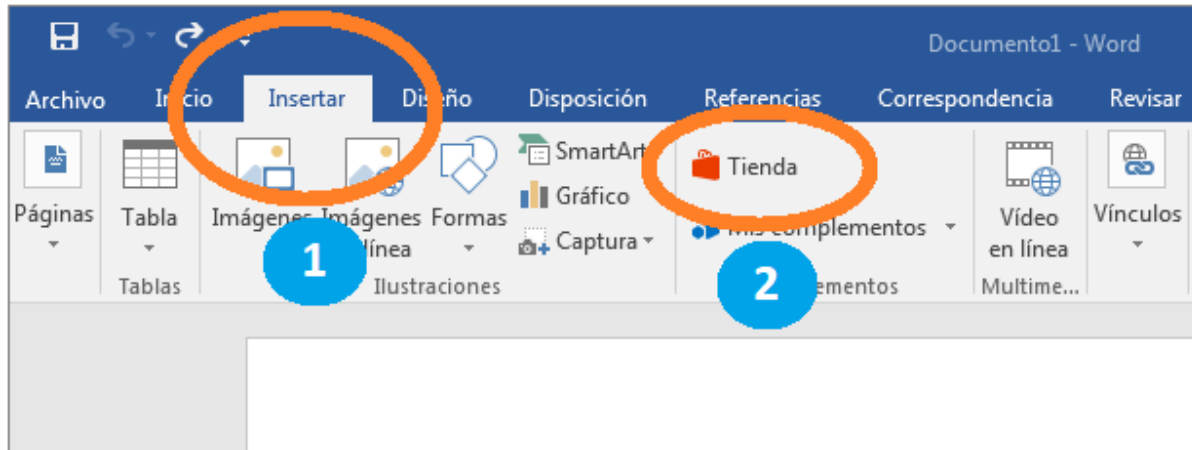 Documento1 - Word
Archivo Inicio Insertar Diseño Disposición Referencias Correspondencia Revisar
SmartArt
Tienda
Gráfico
Páginas Tabla Imágenes Imágenes Formas
línea
Captura
Mis complementos
Vídeo
en línea
Vínculos
1
2
Tablas Ilustraciones Multime...